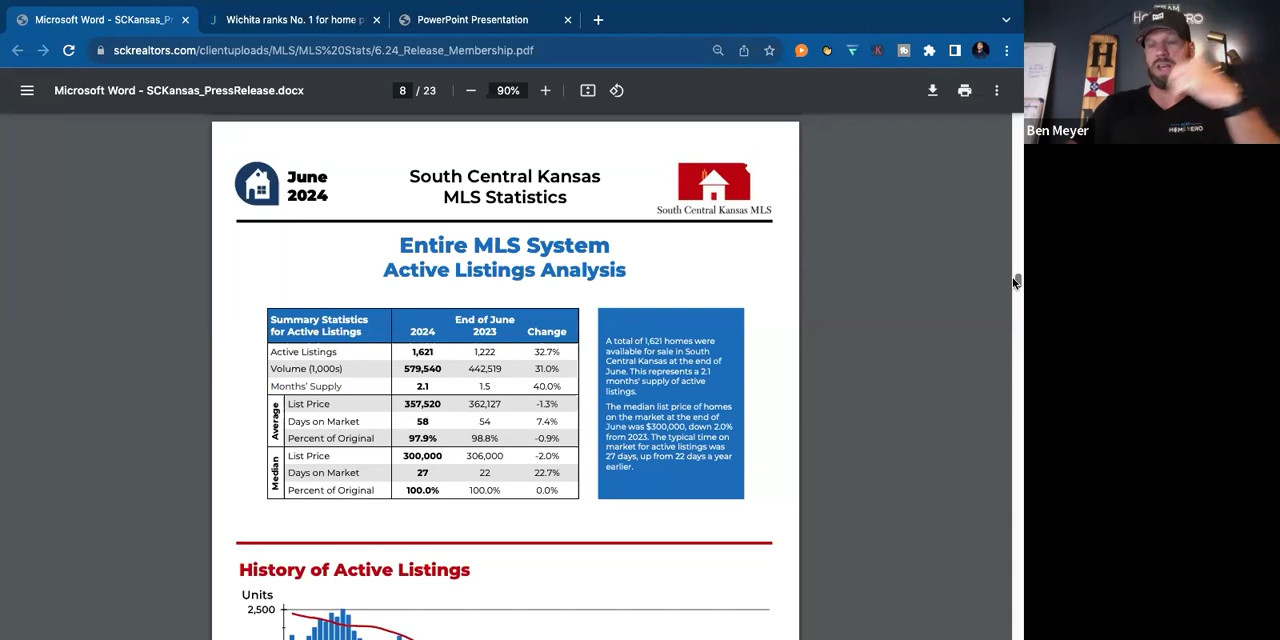 Microsoft Word - SCKansas_Pr
Wichita ranks No. 1 for home p
PowerPoint Presentation
sckrealtors.com/clientuploads/MLS/MLS%20Stats/6.24_Release_Membership.pdf
Microsoft Word - SCKansas_PressRelease.docx
8 / 23
90%
Ben Meyer
June
2024
South Central Kansas
MLS Statistics
South Central Kansas MLS
Entire MLS System
Active Listings Analysis
Summary Statistics End of June
for Active Listings 2024 2023 Change
Active Listings 1,621 1,222 32.7%
Volume (1,000s) 579,540 442,519 31.0%
Months' Supply 2.1 1.5 40.0%
Average
List Price 357,520 362,127 -1.3%
Days on Market 58 54 7.4%
Percent of Original 97.9% 98.8% -0.9%
Median
List Price 300,000 306,000 -2.0%
Days on Market 27 22 22.7%
Percent of Original 100.0% 100.0% 0.0%
A total of 1,621 homes were
available for sale in South
Central Kansas at the end of
June. This represents a 2.1
months' supply of active
listings.
The median list price of homes
on the market at the end of
June was $300,000, down 2.0%
from 2023. The typical time on
market for active listings was
27 days, up from 22 days a year
earlier.
History of Active Listings
Units
2,500